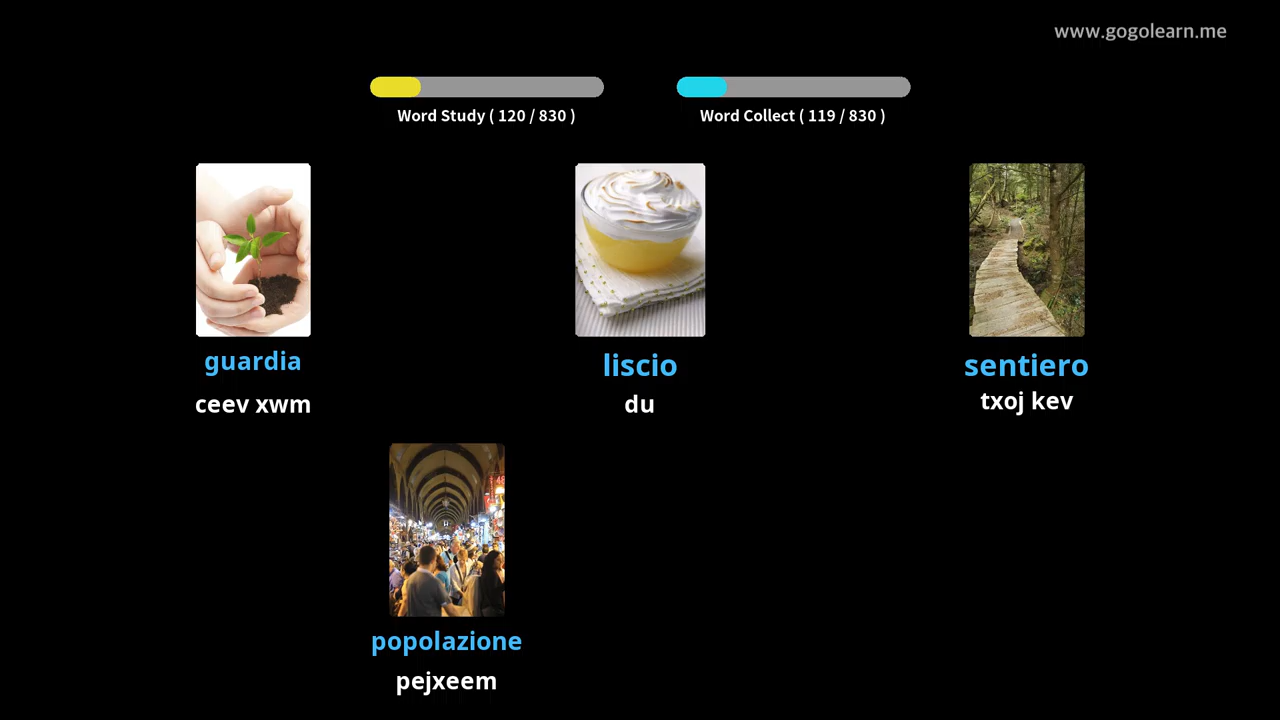 www.gogolearn.me
Word Study ( 120 / 830 )
Word Collect ( 119 / 830 )
guardia
ceev xwm
liscio
du
sentiero
txoj kev
popolazione
pejxeem